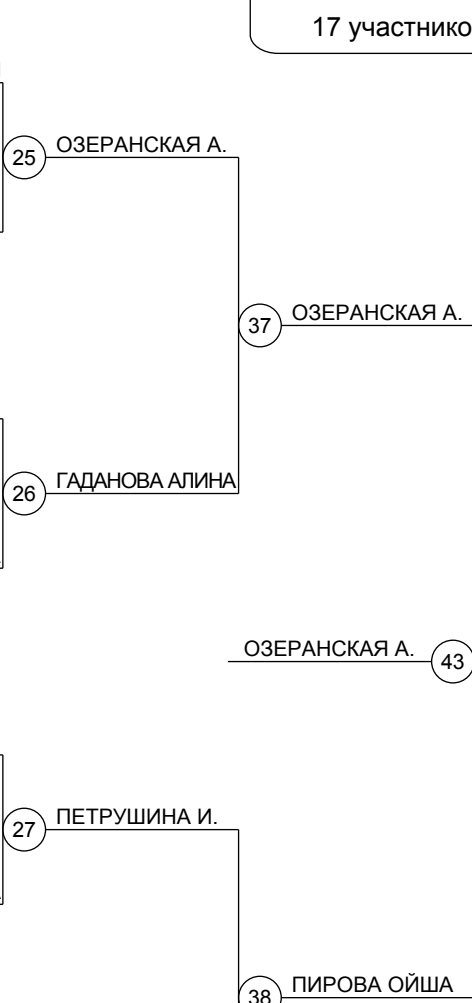 17 участнико
25 ОЗЕРАНСКАЯ А.
37 ОЗЕРАНСКАЯ А.
26 ГАДАНОВА АЛИНА
ОЗЕРАНСКАЯ А. 43
27 ПЕТРУШИНА И.
38 ПИРОВА ОЙША